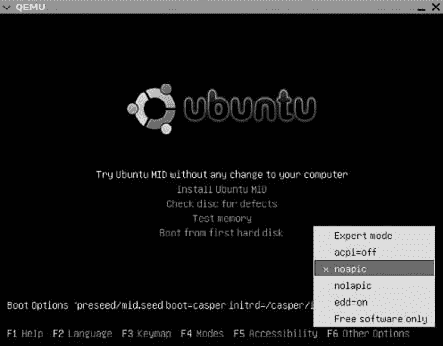 QEMU
ubuntu
Try Ubuntu MID without any change to your computer
Install Ubuntu MID
Check disc for defects
Test memory
Boot from first hard disk
Expert mode
acpi=off
x noapic
nolapic
edd=on
Free software only
Boot Options "preseed/mid.seed boot=casper initrd=/casper/i
F1 Help F2 Language F3 Keymap F4 Modes F5 Accessibility F6 Other Options